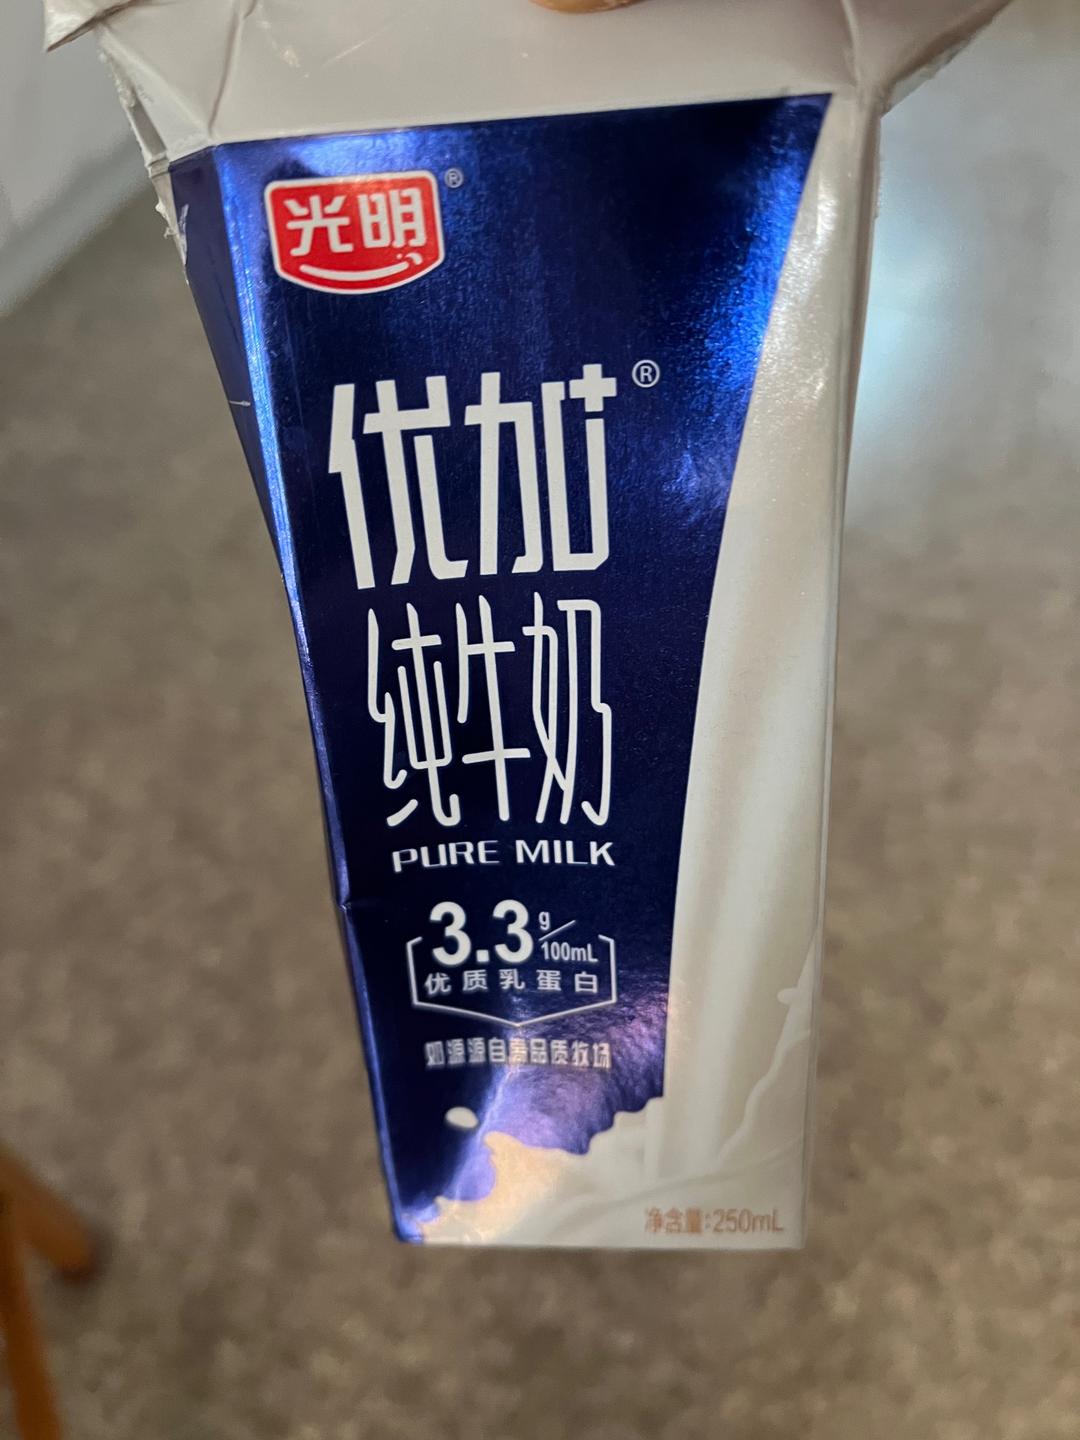 光明®
优加+®
纯牛奶
PURE MILK
3.3g/100mL
优质乳蛋白
奶源源自高品质牧场
净含量:250mL